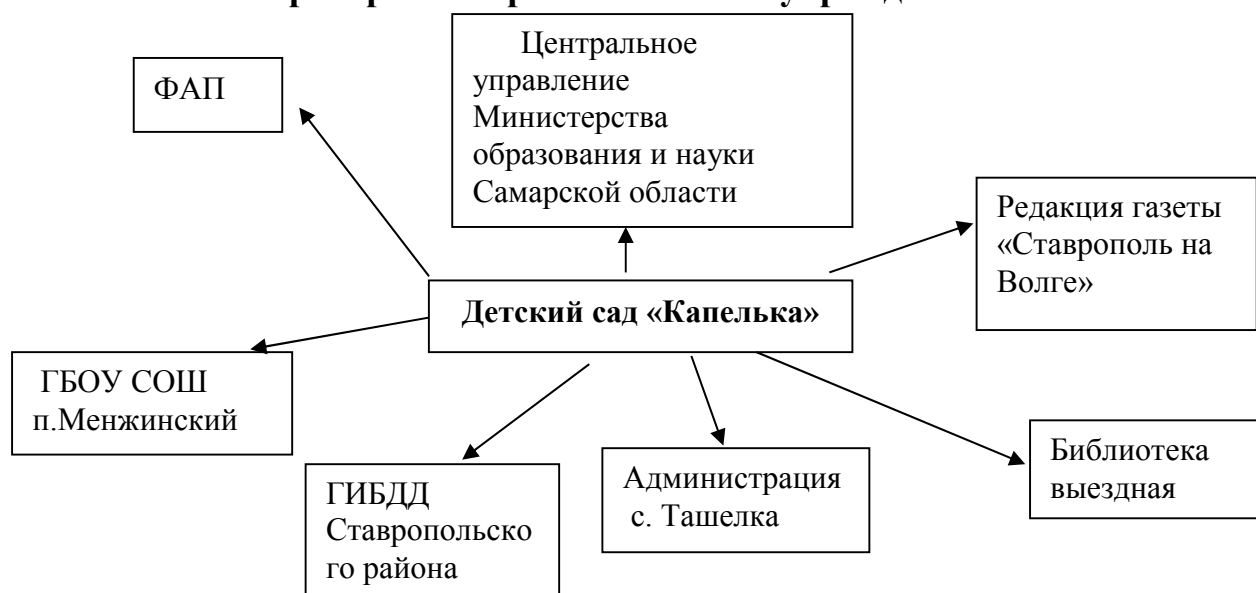 ФАП
Центральное
управление
Министерства
образования и науки
Самарской области
Редакция газеты
«Ставрополь на
Волге»
Детский сад «Капелька»
ГБОУ СОШ
п.Менжинский
ГИБДД
Ставропольско
го района
Администрация
с. Ташелка
Библиотека
выездная